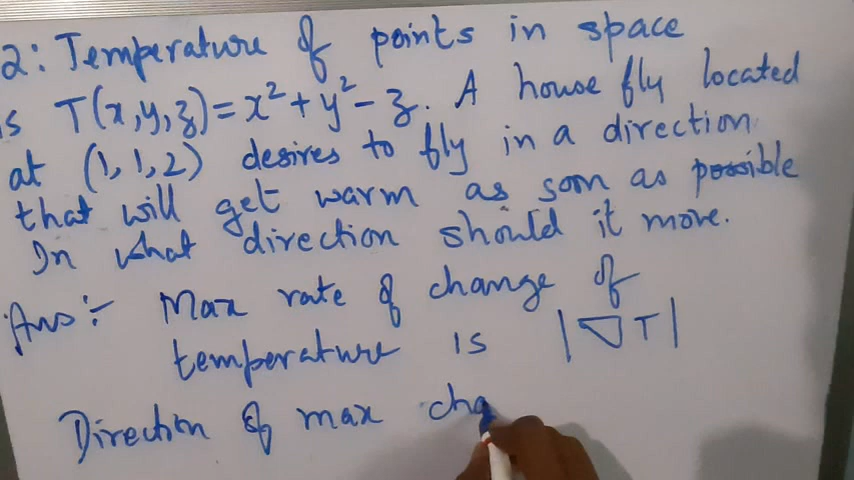 2: Temperature of points in space
is T(x,y,z)=x²+y²-z. A house fly located
at (1,1,2) desires to fly in a direction
that will get warm as soon as possible
In what direction should it move.
Ans:- Max rate of change of
temperature is |▽T|
Direction of max cha